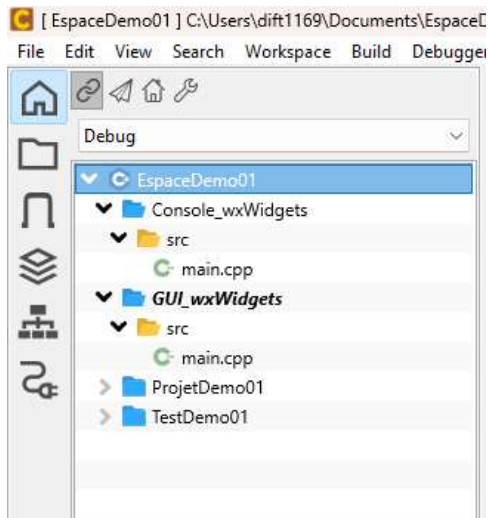 [ EspaceDemo01 ] C:\Users\dift1169\Documents\EspaceD
File Edit View Search Workspace Build Debugger
Debug
EspaceDemo01
Console_wxWidgets
src
main.cpp
GUI_wxWidgets
src
main.cpp
ProjetDemo01
TestDemo01